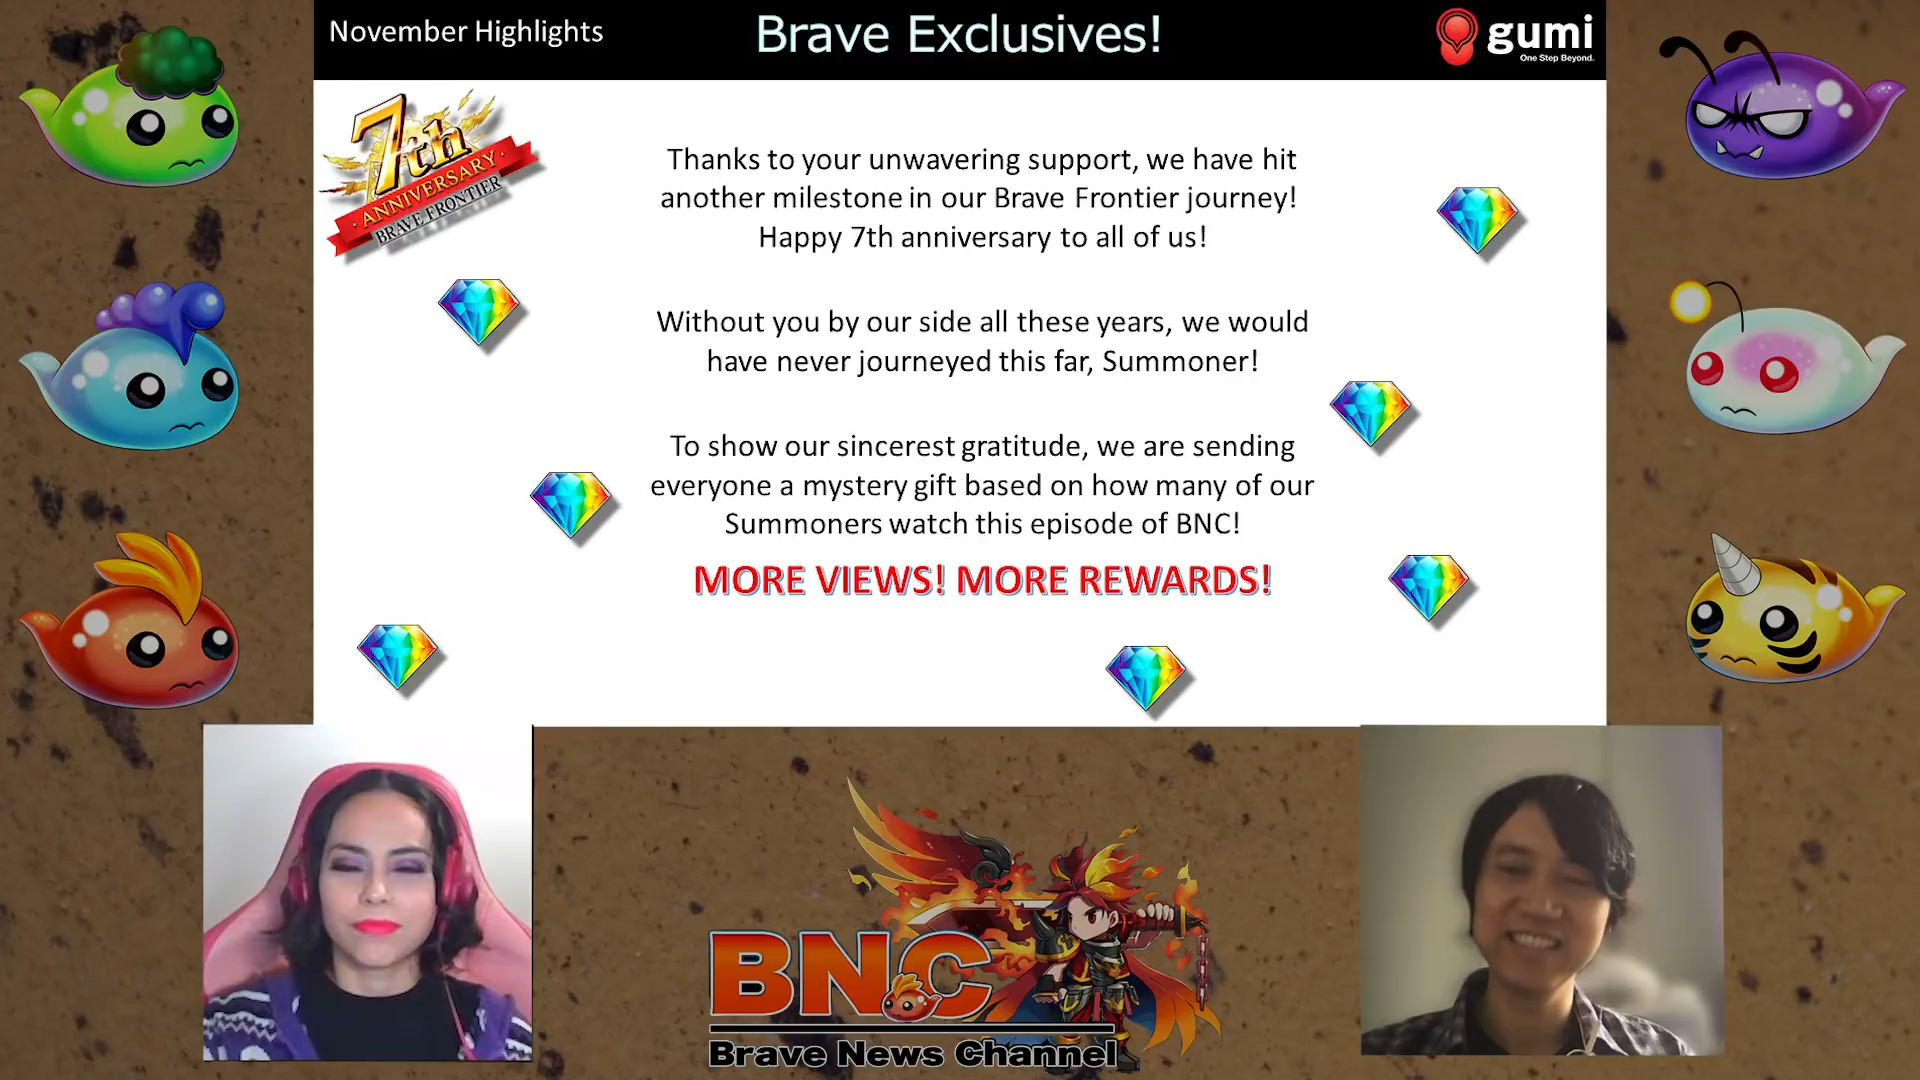 November Highlights
Brave Exclusives!
gumi
One Step Beyond.
7th
ANNIVERSARY
BRAVE FRONTIER
Thanks to your unwavering support, we have hit
another milestone in our Brave Frontier journey!
Happy 7th anniversary to all of us!
Without you by our side all these years, we would
have never journeyed this far, Summoner!
To show our sincerest gratitude, we are sending
everyone a mystery gift based on how many of our
Summoners watch this episode of BNC!
MORE VIEWS! MORE REWARDS!
BNC
Brave News Channel